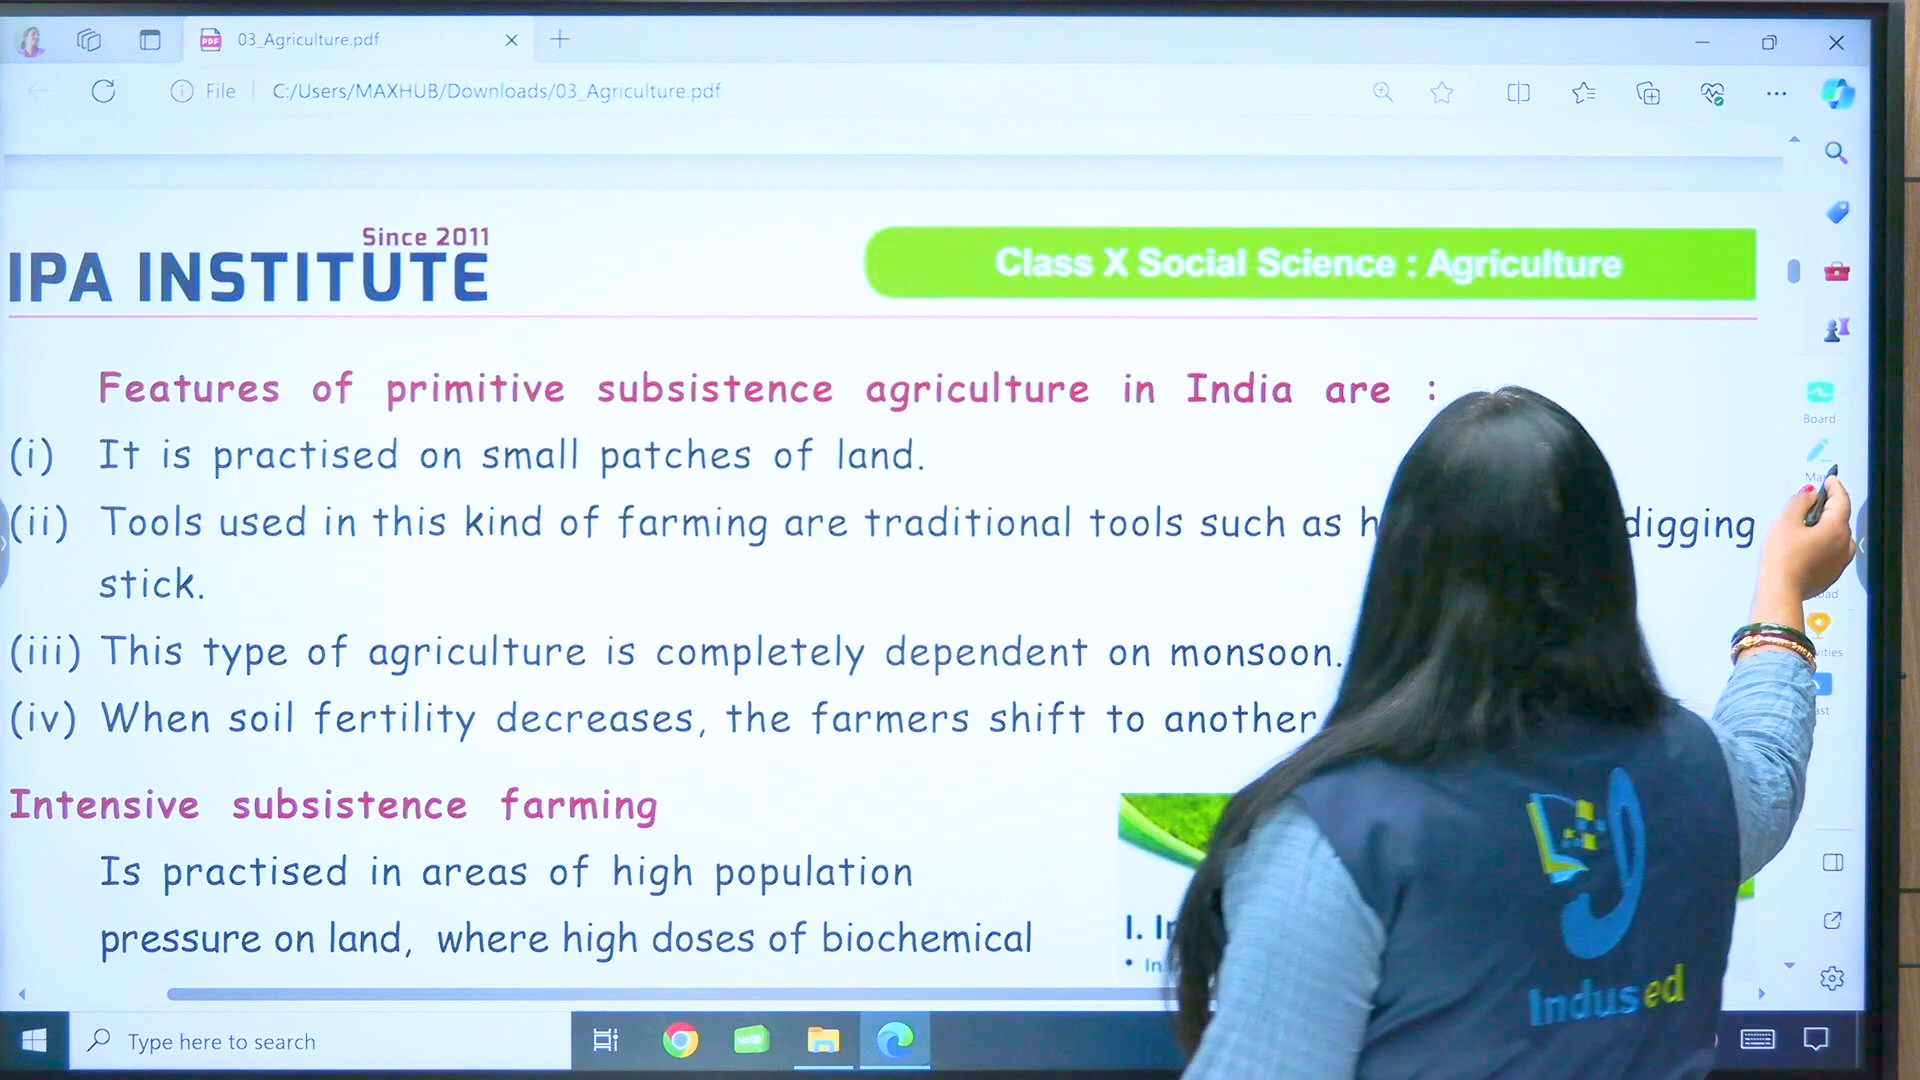 03_Agriculture.pdf
File
C:/Users/MAXHUB/Downloads/03_Agriculture.pdf
Since 2011
IPA INSTITUTE
Class X Social Science : Agriculture
Features of primitive subsistence agriculture in India are :
(i) It is practised on small patches of land.
(ii) Tools used in this kind of farming are traditional tools such as h digging
stick.
(iii) This type of agriculture is completely dependent on monsoon.
(iv) When soil fertility decreases, the farmers shift to another
Intensive subsistence farming
Is practised in areas of high population
pressure on land, where high doses of biochemical
I. I
• In
Board
Indused
Type here to search